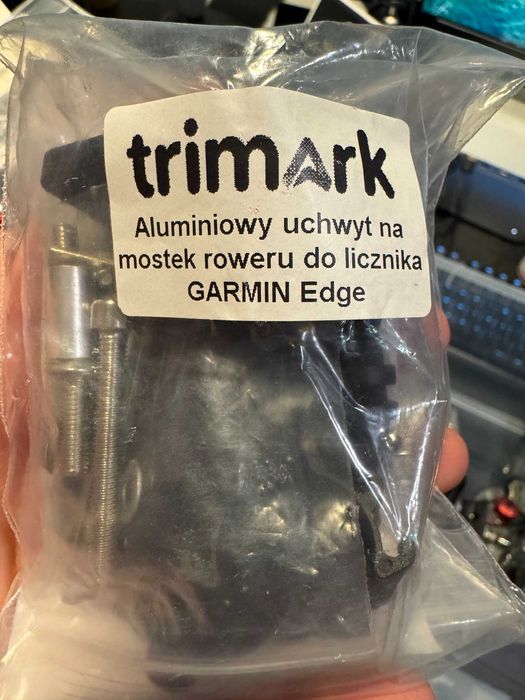 trimark
Aluminiowy uchwyt na
mostek roweru do licznika
GARMIN Edge